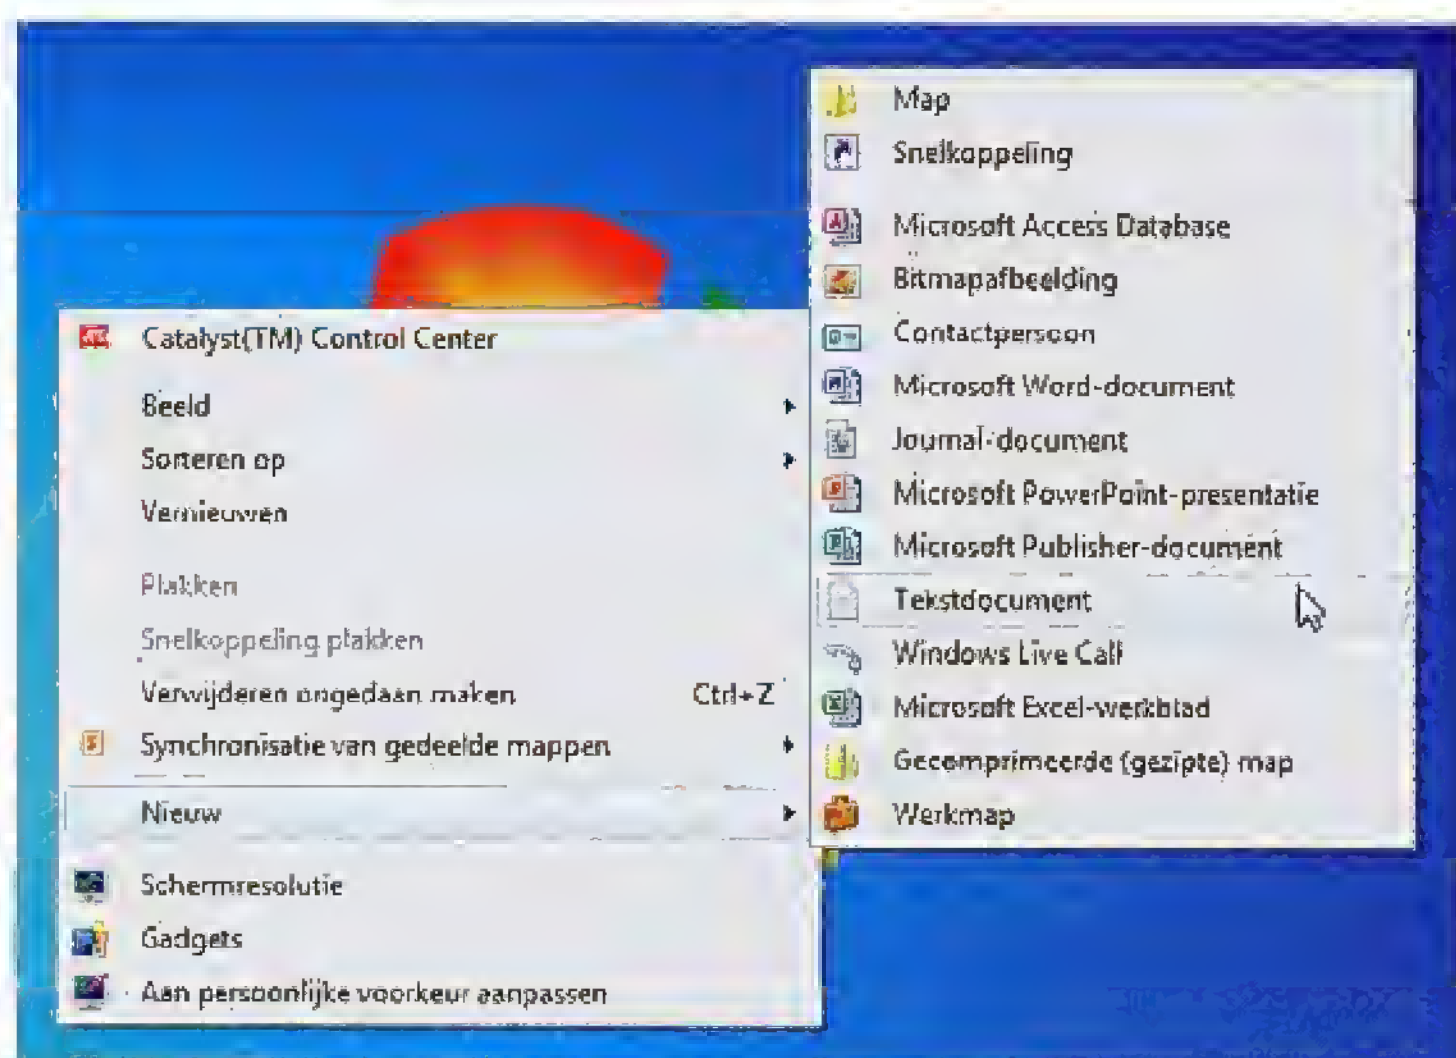 Catalyst(TM) Control Center
Beeld
Sorteren op
Vernieuwen
Plakken
Snelkoppeling plakken
Verwijderen ongedaan maken Ctrl+Z
Synchronisatie van gedeelde mappen
Nieuw
Schermresolutie
Gadgets
Aan persoonlijke voorkeur aanpassen
Map
Snelkoppeling
Microsoft Access Database
Bitmapafbeelding
Contactpersoon
Microsoft Word-document
Journal-document
Microsoft PowerPoint-presentatie
Microsoft Publisher-document
Tekstdocument
Windows Live Call
Microsoft Excel-werkblad
Gecomprimeerde (gezipte) map
Werkmap